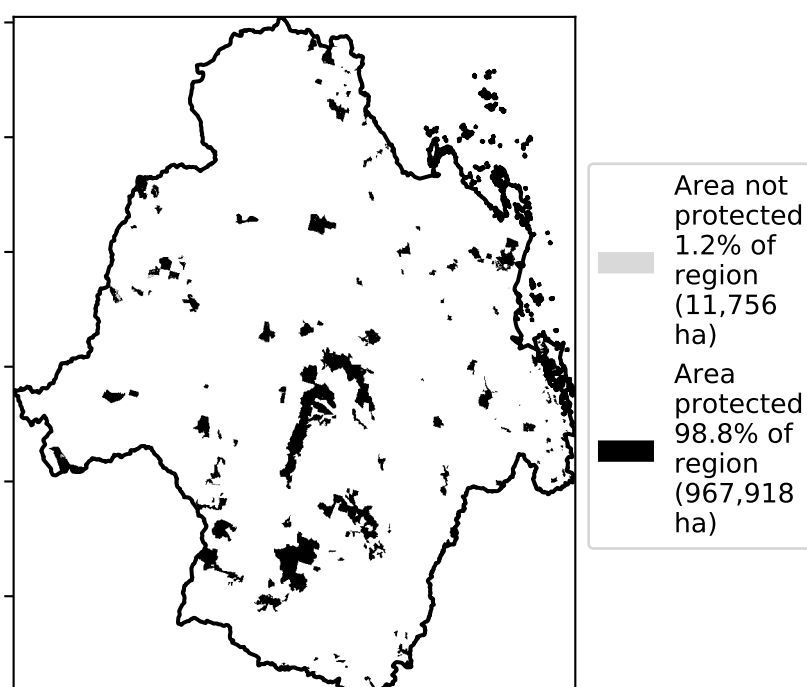 Area not
protected
1.2% of
region
(11,756
ha)
Area
protected
98.8% of
region
(967,918
ha)